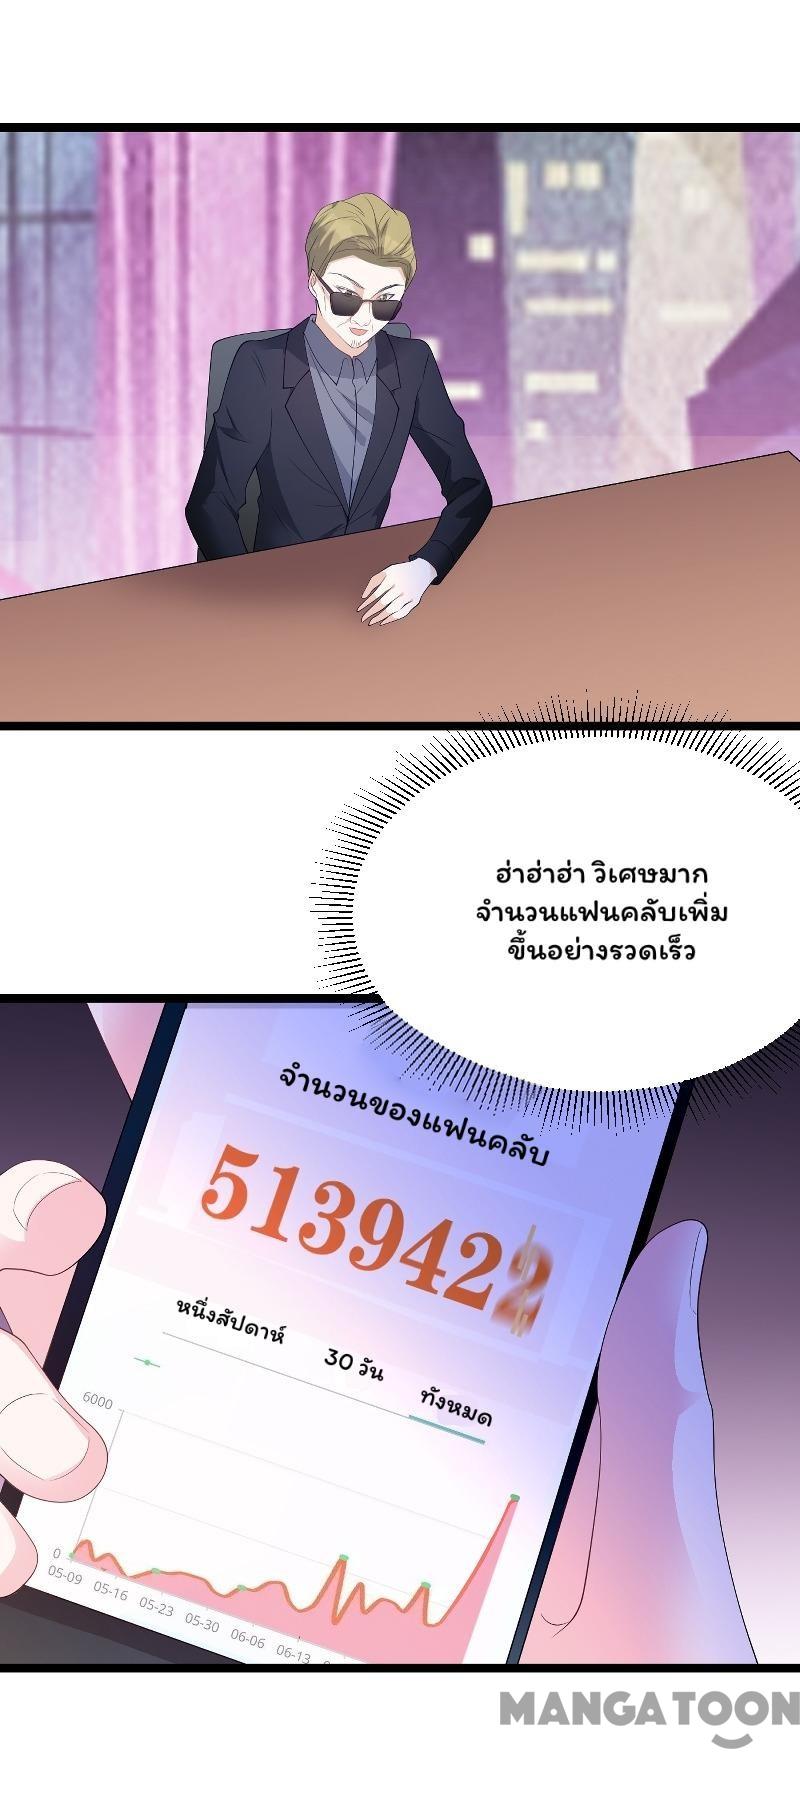 ฮ่าฮ่าฮ่า วิเศษมาก
จำนวนแฟนคลับเพิ่ม
ขึ้นอย่างรวดเร็ว
จำนวนของแฟนคลับ
513942
หนึ่งสัปดาห์ 30 วัน ทั้งหมด
6000
0
05-09 05-16 05-23 05-30 06-06 06-13
MANGATOON